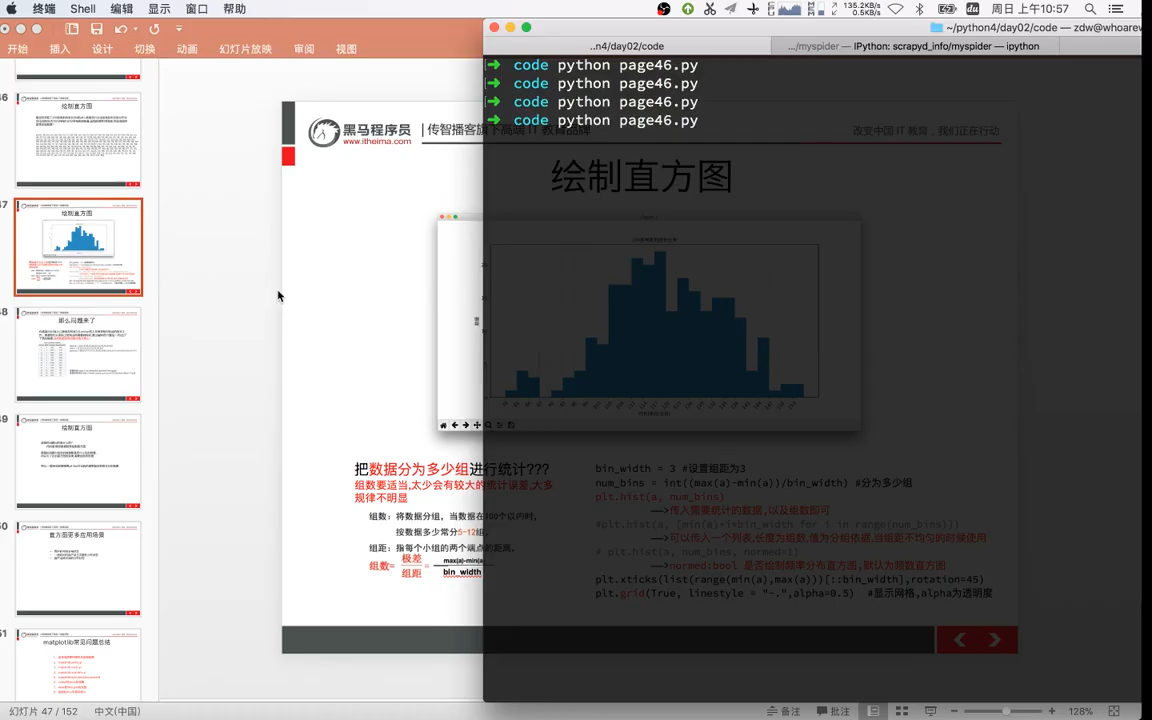 终端 Shell 编辑 显示 窗口 帮助
135.2KB/s
0.5KB/s
周日 上午10:57
开始 插入 设计 切换 动画 幻灯片放映 审阅 视图
~/python4/day02/code — zdw@whoarew
..n4/day02/code
.../myspider — IPython: scrapyd_info/myspider — ipython
➜ code python page46.py
➜ code python page46.py
➜ code python page46.py
➜ code python page46.py
黑马程序员
www.itheima.com
传智播客旗下高端 IT 教育品牌
改变中国 IT 教育，我们正在行动
绘制直方图
把数据分为多少组进行统计???
组数要适当,太少会有较大的统计误差,大多
规律不明显
组数：将数据分组，当数据在100个以内时，
按数据多少常分5-12组。
组距：指每个小组的两个端点的距离，
组数= 极差/组距 = max(a)-min(a)/bin_width
bin_width = 3 #设置组距为3
num_bins = int((max(a)-min(a))/bin_width) #分为多少组
plt.hist(a, num_bins)
——>传入需要统计的数据,以及组数即可
#plt.hist(a, [min(a)+i*bin_width for i in range(num_bins)])
——>可以传入一个列表,长度为组数,值为分组依据,当组距不均匀的时候使用
# plt.hist(a, num_bins, normed=1)
——>normed:bool 是否绘制频率分布直方图,默认为频数直方图
plt.xticks(list(range(min(a),max(a)))[::bin_width],rotation=45)
plt.grid(True, linestyle = "-.",alpha=0.5) #显示网格,alpha为透明度
46
绘制直方图
47
绘制直方图
48
那么问题来了
49
绘制直方图
50
直方图更多应用场景
51
matplotlib常见问题总结
幻灯片 47 / 152 中文(中国)
备注 批注
128%